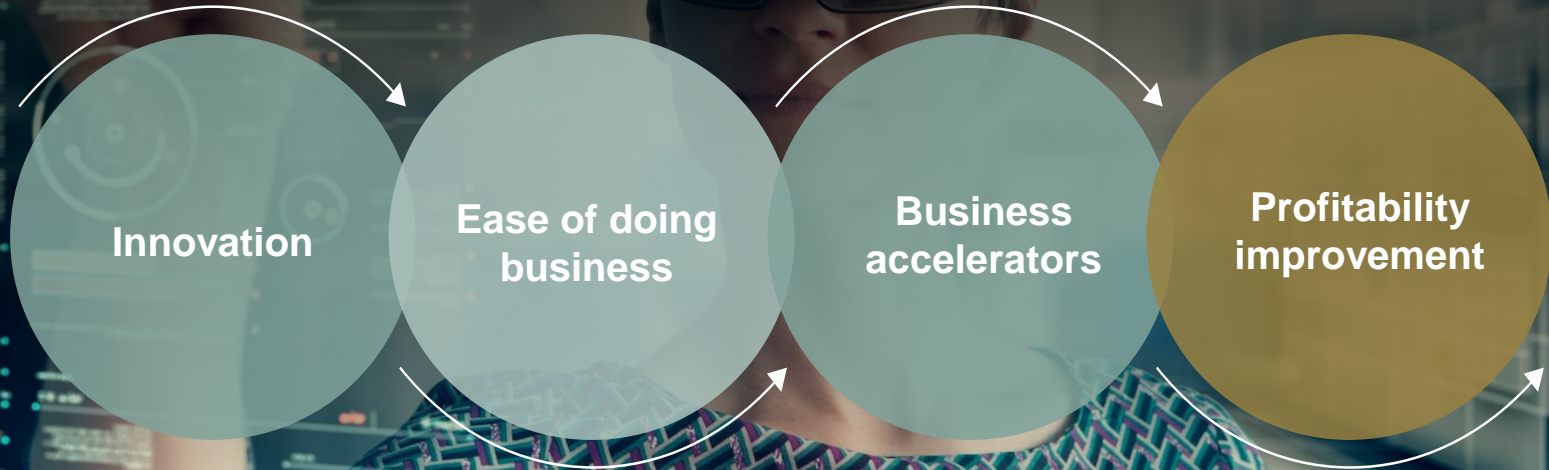 Innovation
Ease of doing
business
Business
accelerators
Profitability
improvement